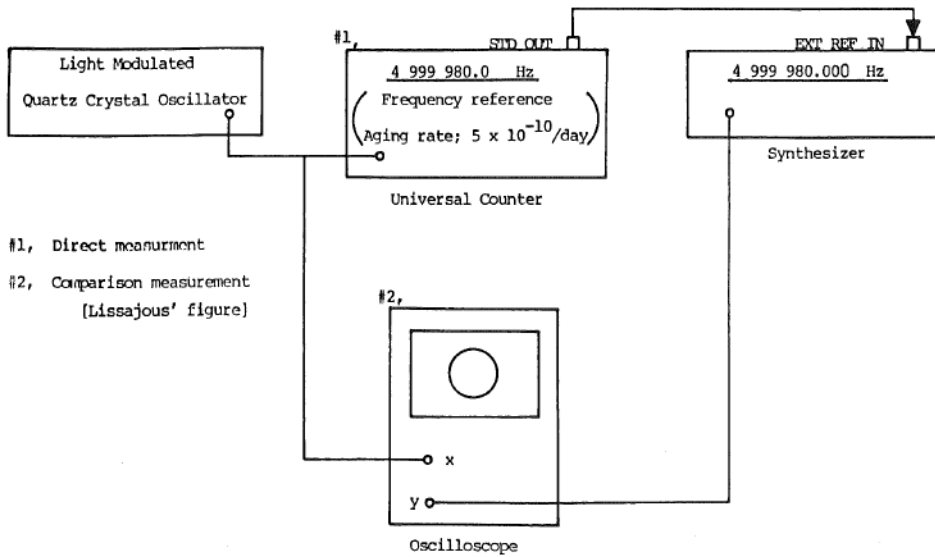 Light Modulated
Quartz Crystal Oscillator
#1,
STD OUT
4 999 980.0 Hz
Frequency reference
Aging rate; 5 x 10⁻¹⁰/day
Universal Counter
EXT REF IN
4 999 980.000 Hz
Synthesizer
#1, Direct measurment
#2, Comparison measurement
[Lissajous' figure]
#2,
x
y
Oscilloscope